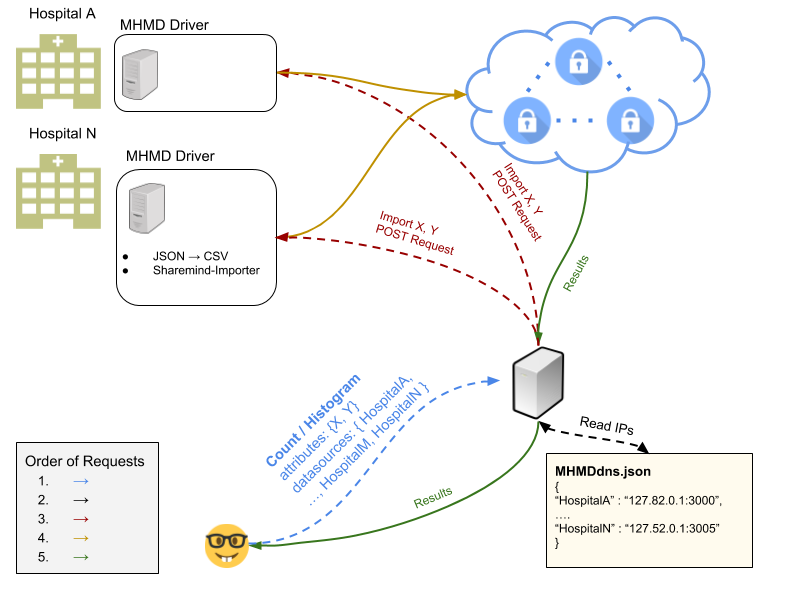 Hospital A
MHMD Driver
Hospital N
MHMD Driver
● JSON → CSV
● Sharemind-Importer
Import X, Y
POST Request
Import X, Y
POST Request
Results
Count / Histogram
attributes: {X, Y}
datasources: { HospitalA,
…, HospitalM, HospitalN }
Read IPs
Results
Order of Requests
1. →
2. →
3. →
4. →
5. →
MHMDdns.json
{
“HospitalA” : “127.82.0.1:3000”,
….
“HospitalN” : “127.52.0.1:3005”
}